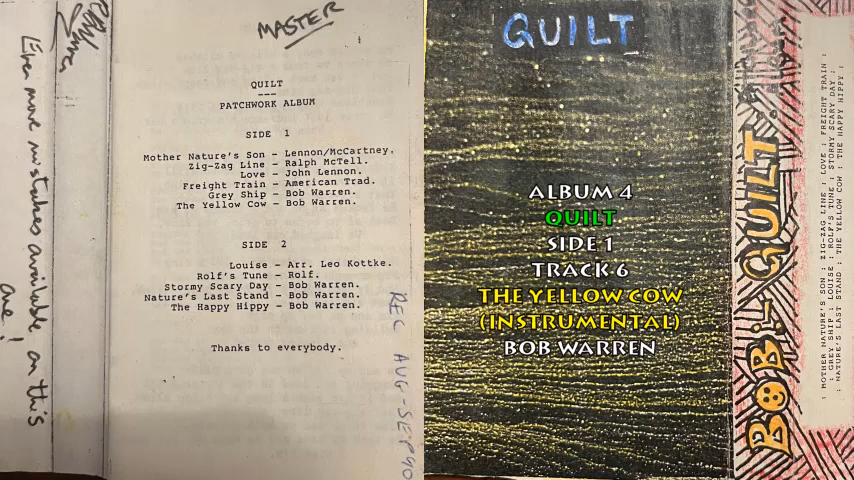 Even more mistakes available on this one!
MASTER
QUILT
---
PATCHWORK ALBUM
SIDE 1
Mother Nature's Son - Lennon/McCartney.
Zig-Zag Line - Ralph McTell.
Love - John Lennon.
Freight Train - American Trad.
Grey Ship - Bob Warren.
The Yellow Cow - Bob Warren.
SIDE 2
Louise - Arr. Leo Kottke.
Rolf's Tune - Rolf.
Stormy Scary Day - Bob Warren.
Nature's Last Stand - Bob Warren.
The Happy Hippy - Bob Warren.
Thanks to everybody.
REC AUG-SEP 90
QUILT
ALBUM 4
QUILT
SIDE 1
TRACK 6
THE YELLOW COW
(INSTRUMENTAL)
BOB WARREN
BOB:- QUILT.
: MOTHER NATURE'S SON : ZIG-ZAG LINE : LOVE : FREIGHT TRAIN :
: GREY SHIP : LOUISE : ROLF'S TUNE : STORMY SCARY DAY :
: NATURE'S LAST STAND : THE YELLOW COW : THE HAPPY HIPPY :